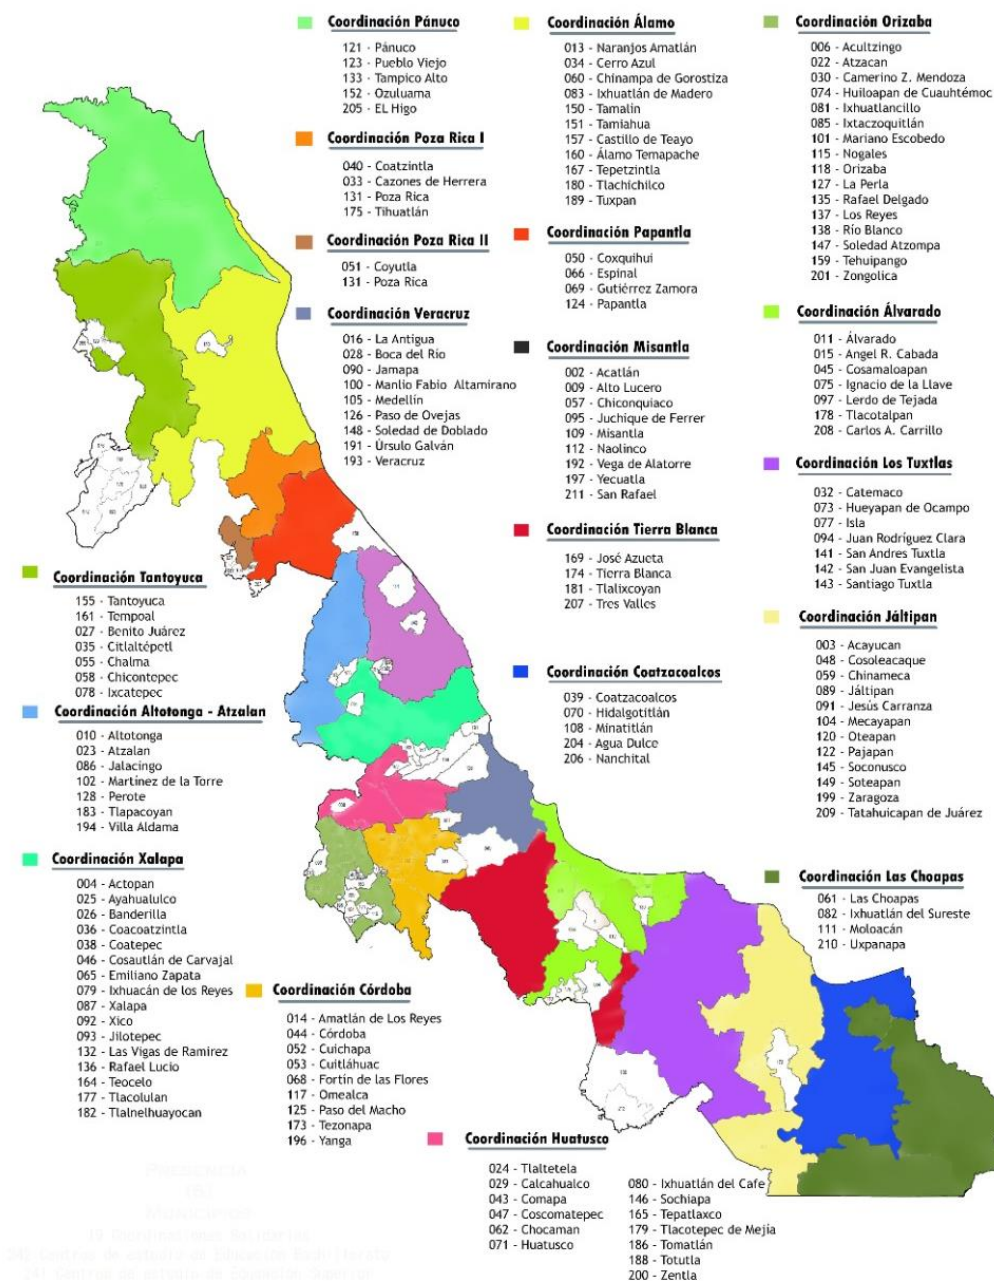 Coordinación Pánuco
121 - Pánuco
123 - Pueblo Viejo
133 - Tampico Alto
152 - Ozuluama
205 - EL Higo
Coordinación Poza Rica I
040 - Coatzintla
033 - Cazones de Herrera
131 - Poza Rica
175 - Tihuatlán
Coordinación Poza Rica II
051 - Coyutla
131 - Poza Rica
Coordinación Veracruz
016 - La Antigua
028 - Boca del Río
090 - Jamapa
100 - Manlio Fabio Altamirano
105 - Medellín
126 - Paso de Ovejas
148 - Soledad de Doblado
191 - Úrsulo Galván
193 - Veracruz
Coordinación Álamo
013 - Naranjos Amatlán
034 - Cerro Azul
060 - Chinampa de Gorostiza
083 - Ixhuatlán de Madero
150 - Tamalin
151 - Tamiahua
157 - Castillo de Teayo
160 - Álamo Temapache
167 - Tepetzintla
180 - Tlachichilco
189 - Tuxpan
Coordinación Papantla
050 - Coxquihui
066 - Espinal
069 - Gutiérrez Zamora
124 - Papantla
Coordinación Misantla
002 - Acatlán
009 - Alto Lucero
057 - Chiconquiaco
095 - Juchique de Ferrer
109 - Misantla
112 - Naolinco
192 - Vega de Alatorre
197 - Yecuatla
211 - San Rafael
Coordinación Tierra Blanca
169 - José Azueta
174 - Tierra Blanca
181 - Tlalixcoyan
207 - Tres Valles
Coordinación Coatzacoalcos
039 - Coatzacoalcos
070 - Hidalgotitlán
108 - Minatitlán
204 - Agua Dulce
206 - Nanchital
Coordinación Orizaba
006 - Acultzingo
022 - Atzacan
030 - Camerino Z. Mendoza
074 - Huiloapan de Cuauhtémoc
081 - Ixhuatlancillo
085 - Ixtaczoquitlán
101 - Mariano Escobedo
115 - Nogales
118 - Orizaba
127 - La Perla
135 - Rafael Delgado
137 - Los Reyes
138 - Río Blanco
147 - Soledad Atzompa
159 - Tehuipango
201 - Zongolica
Coordinación Álvarado
011 - Álvarado
015 - Angel R. Cabada
045 - Cosamaloapan
075 - Ignacio de la Llave
097 - Lerdo de Tejada
178 - Tlacotalpan
208 - Carlos A. Carrillo
Coordinación Los Tuxtlas
032 - Catemaco
073 - Hueyapan de Ocampo
077 - Isla
094 - Juan Rodríguez Clara
141 - San Andres Tuxtla
142 - San Juan Evangelista
143 - Santiago Tuxtla
Coordinación Jáltipan
003 - Acayucan
048 - Cosoleacaque
059 - Chinameca
089 - Jáltipan
091 - Jesús Carranza
104 - Mecayapan
120 - Oteapan
122 - Pajapan
145 - Soconusco
149 - Soteapan
199 - Zaragoza
209 - Tatahuicapan de Juárez
Coordinación Las Choapas
061 - Las Choapas
082 - Ixhuatlán del Sureste
111 - Moloacán
210 - Uxpanapa
Coordinación Tantoyuca
155 - Tantoyuca
161 - Tempoal
027 - Benito Juárez
035 - Citlaltépetl
055 - Chalma
058 - Chicontepec
078 - Ixcatepec
Coordinación Altotonga - Atzalan
010 - Altotonga
023 - Atzalan
086 - Jalacingo
102 - Martínez de la Torre
128 - Perote
183 - Tlapacoyan
194 - Villa Aldama
Coordinación Xalapa
004 - Actopan
025 - Ayahualulco
026 - Banderilla
036 - Coacoatzintla
038 - Coatepec
046 - Cosautlán de Carvajal
065 - Emiliano Zapata
079 - Ixhuacán de los Reyes
087 - Xalapa
092 - Xico
093 - Jilotepec
132 - Las Vigas de Ramirez
136 - Rafael Lucio
164 - Teocelo
177 - Tlacolulan
182 - Tlalnelhuayocan
Coordinación Córdoba
014 - Amatlán de Los Reyes
044 - Córdoba
052 - Cuichapa
053 - Cuitláhuac
068 - Fortín de las Flores
117 - Omealca
125 - Paso del Macho
173 - Tezonapa
196 - Yanga
Coordinación Huatusco
024 - Tlaltetela
029 - Calcahualco
043 - Comapa
047 - Coscomatepec
062 - Chocaman
071 - Huatusco
080 - Ixhuatlán del Cafe
146 - Sochiapa
165 - Tepatlaxco
179 - Tlacotepec de Mejía
186 - Tomatlán
188 - Totutla
200 - Zentla